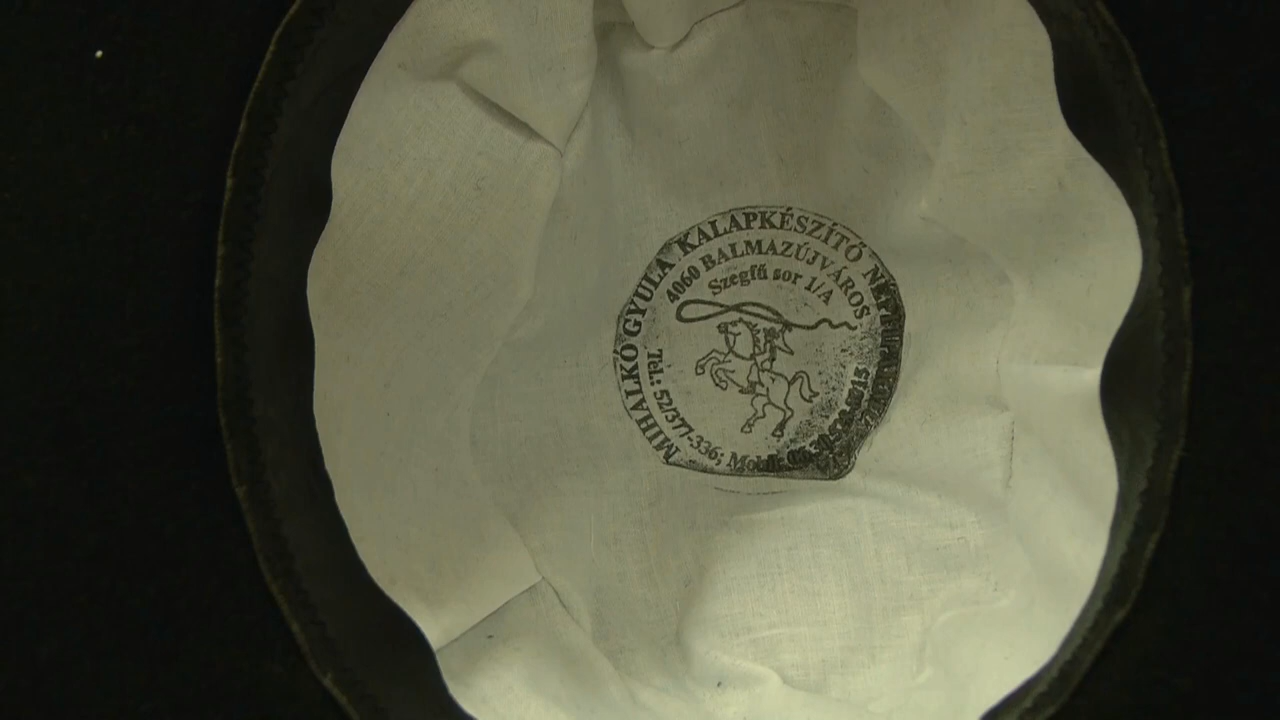 MIHALKÓ GYULA KALAPKÉSZÍTŐ
4060 BALMAZÚJVÁROS
Szegfű sor 1/A
Tel.: 52/377-336; Mobil: